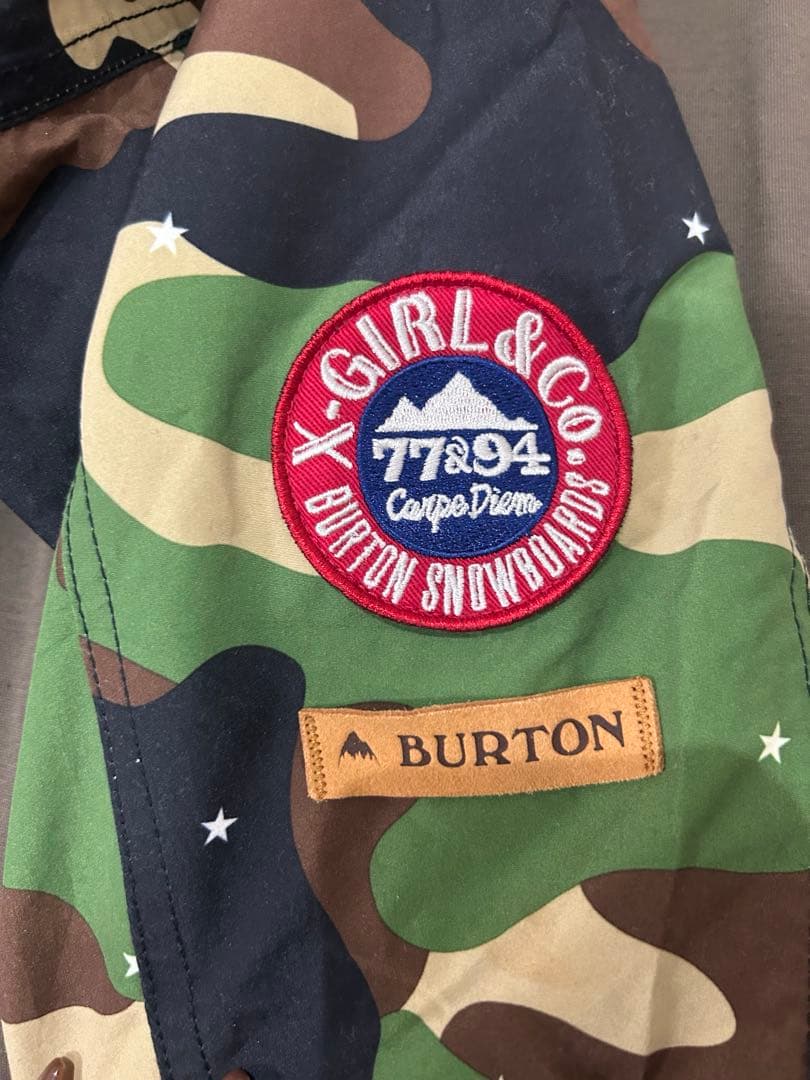 X-GIRL&Co.
77&94
Carpe Diem
BURTON SNOWBOARDS
BURTON